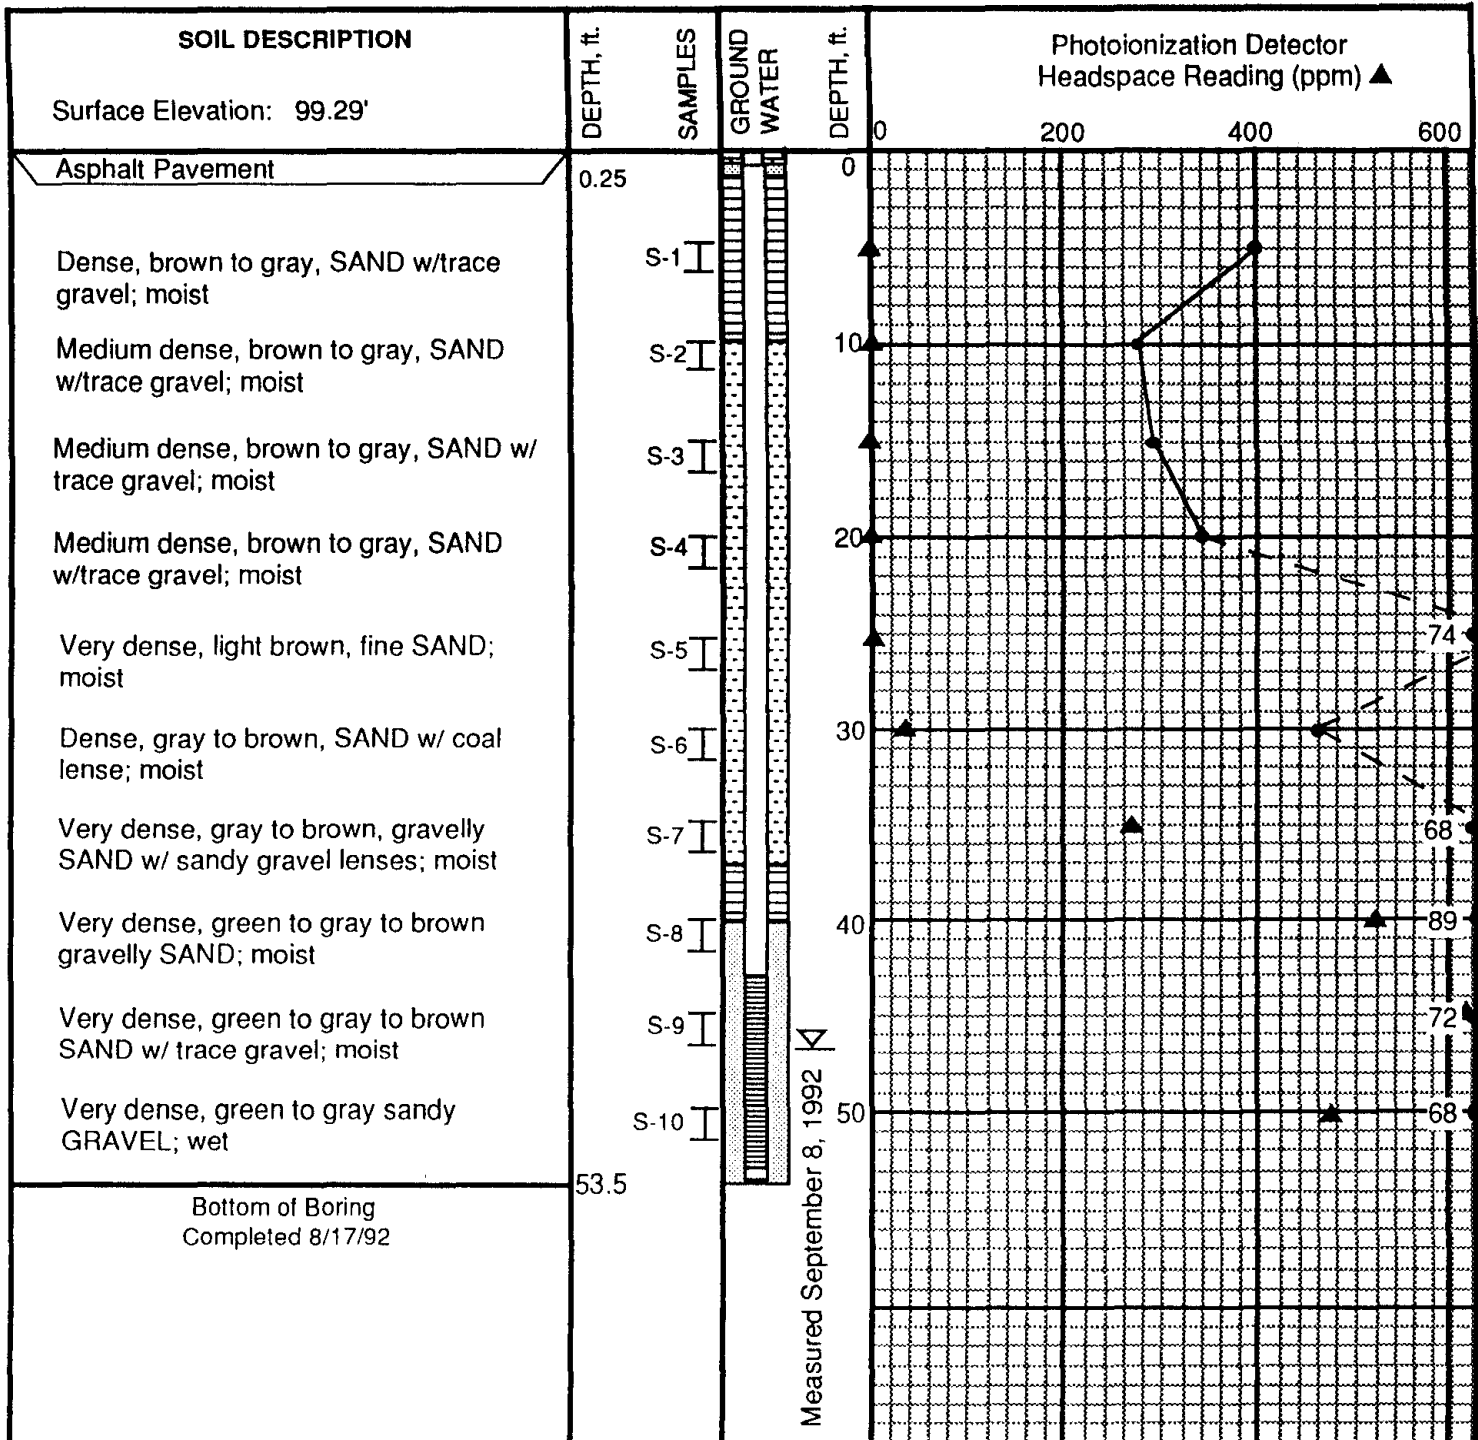 SOIL DESCRIPTION
Surface Elevation: 99.29'
DEPTH, ft.
SAMPLES
GROUND
WATER
DEPTH, ft.
Photoionization Detector
Headspace Reading (ppm) ▲
0 200 400 600
Asphalt Pavement
0.25
0
Dense, brown to gray, SAND w/trace
gravel; moist
S-1
Medium dense, brown to gray, SAND
w/trace gravel; moist
S-2
10
Medium dense, brown to gray, SAND w/
trace gravel; moist
S-3
Medium dense, brown to gray, SAND
w/trace gravel; moist
S-4
20
Very dense, light brown, fine SAND;
moist
S-5
74
Dense, gray to brown, SAND w/ coal
lense; moist
S-6
30
Very dense, gray to brown, gravelly
SAND w/ sandy gravel lenses; moist
S-7
68
Very dense, green to gray to brown
gravelly SAND; moist
S-8
40
89
Very dense, green to gray to brown
SAND w/ trace gravel; moist
S-9
72
Very dense, green to gray sandy
GRAVEL; wet
S-10
50
68
53.5
Bottom of Boring
Completed 8/17/92
Measured September 8, 1992